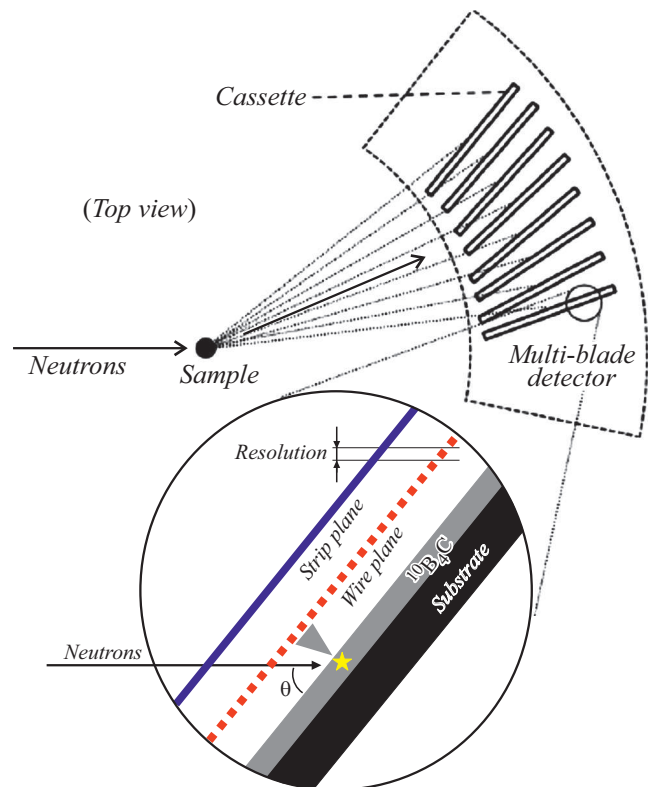 Cassette
(Top view)
Neutrons
Sample
Multi-blade
detector
Resolution
Strip plane
Wire plane
¹⁰B₄C
Substrate
Neutrons
θ